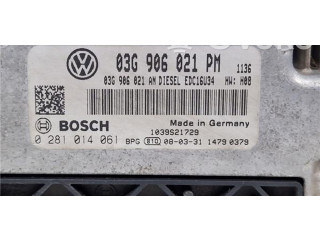 03G 906 021 PM 1136
03G 906 021 AN DIESEL EDC16U34 HW: H08
Made in Germany
BOSCH
1039S21729
0 281 014 061 BPG 810 08-03-31 1479 0379